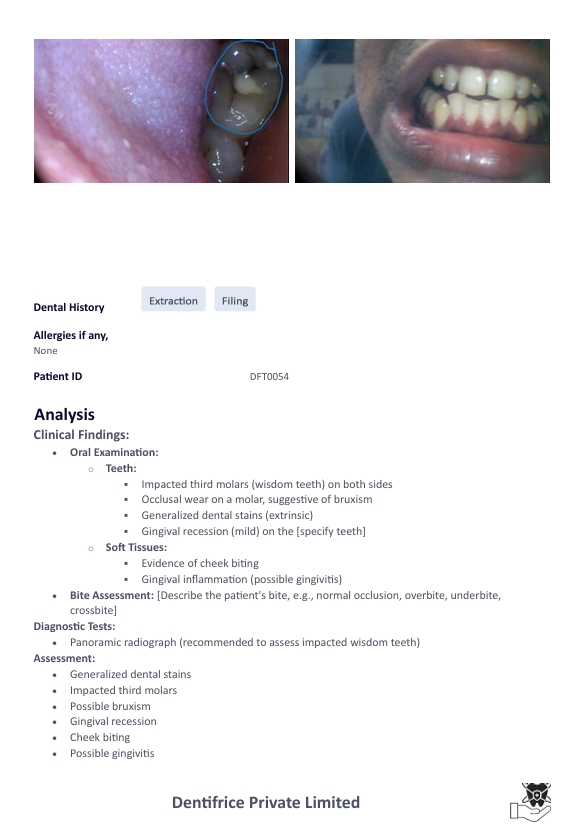 Dental History
Extraction
Filing
Allergies if any,
None
Patient ID
DFT0054
Analysis
Clinical Findings:
Oral Examination:
Teeth:
Impacted third molars (wisdom teeth) on both sides
Occlusal wear on a molar, suggestive of bruxism
Generalized dental stains (extrinsic)
Gingival recession (mild) on the [specify teeth]
Soft Tissues:
Evidence of cheek biting
Gingival inflammation (possible gingivitis)
Bite Assessment: [Describe the patient's bite, e.g., normal occlusion, overbite, underbite,
crossbite]
Diagnostic Tests:
Panoramic radiograph (recommended to assess impacted wisdom teeth)
Assessment:
Generalized dental stains
Impacted third molars
Possible bruxism
Gingival recession
Cheek biting
Possible gingivitis
Dentifrice Private Limited